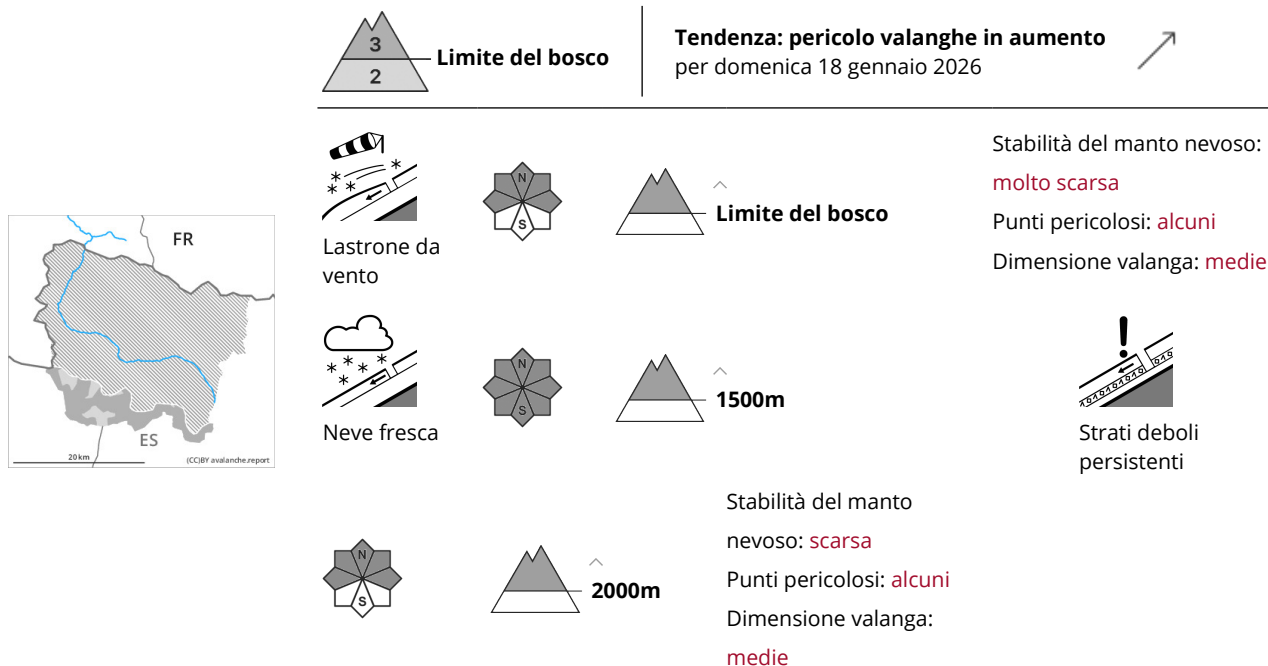 3
2
Limite del bosco
Tendenza: pericolo valanghe in aumento
per domenica 18 gennaio 2026
N
S
Limite del bosco
Stabilità del manto nevoso:
molto scarsa
Punti pericolosi: alcuni
Dimensione valanga: medie
Lastrone da
vento
FR
ES
20 km
(CC)BY avalanche.report
N
S
1500m
Neve fresca
Strati deboli
persistenti
N
S
2000m
Stabilità del manto
nevoso: scarsa
Punti pericolosi: alcuni
Dimensione valanga:
medie